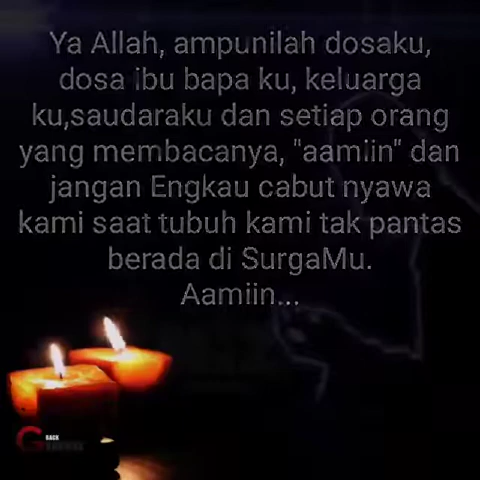 Ya Allah, ampunilah dosaku,
dosa ibu bapa ku, keluarga
ku,saudaraku dan setiap orang
yang membacanya, "aamiin" dan
jangan Engkau cabut nyawa
kami saat tubuh kami tak pantas
berada di SurgaMu.
Aamiin...
G BACK